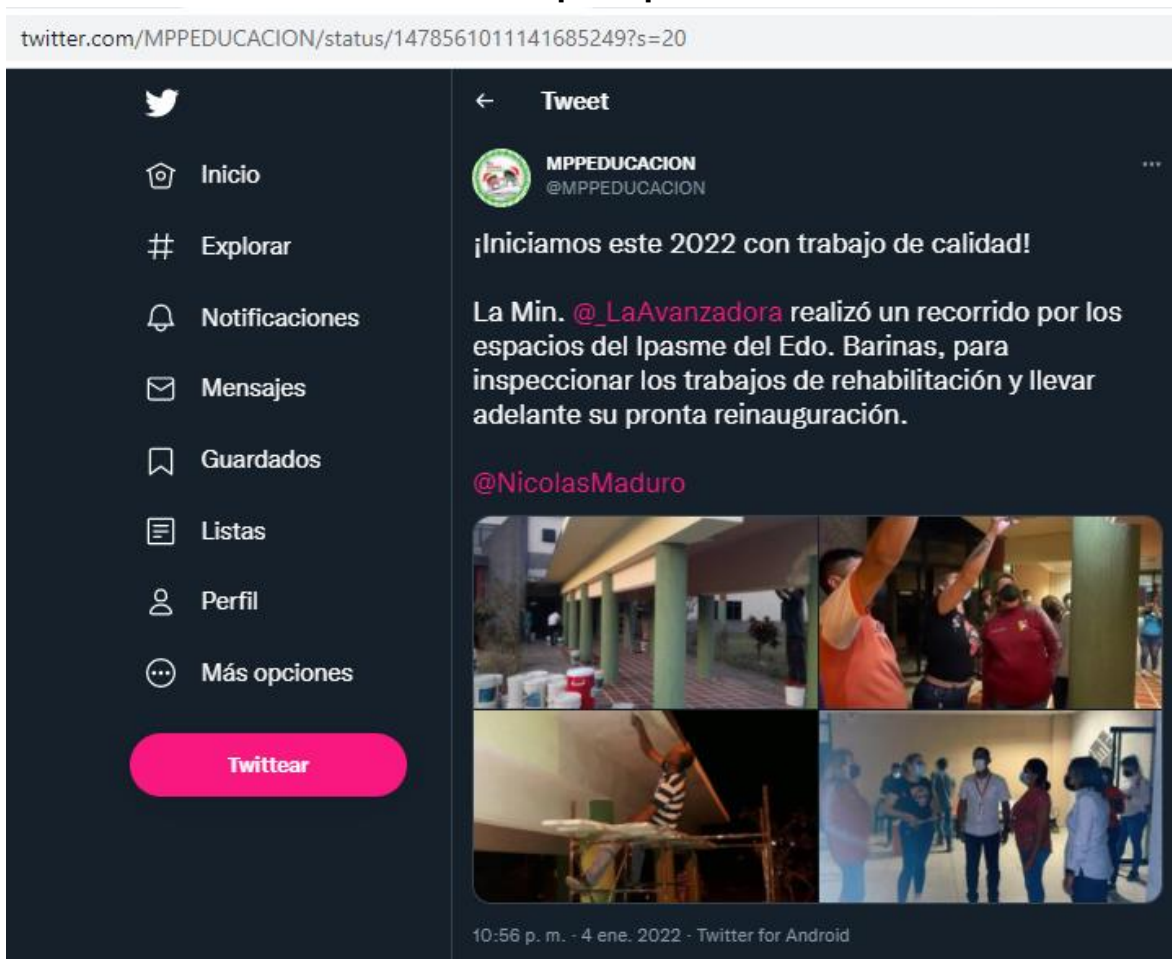 twitter.com/MPPEDUCACION/status/1478561011141685249?s=20
Inicio
Explorar
Notificaciones
Mensajes
Guardados
Listas
Perfil
Más opciones
Twittear
Tweet
MPPEDUCACION
@MPPEDUCACION
¡Iniciamos este 2022 con trabajo de calidad!
La Min. @_LaAvanzadora realizó un recorrido por los
espacios del Ipasme del Edo. Barinas, para
inspeccionar los trabajos de rehabilitación y llevar
adelante su pronta reinauguración.
@NicolasMaduro
10:56 p. m. · 4 ene. 2022 · Twitter for Android